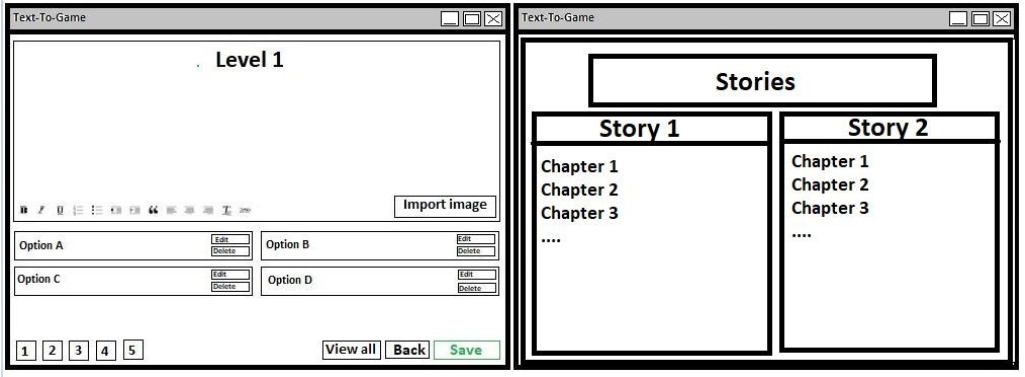 Text-To-Game
Level 1
B I U
Import image
Option A
Edit
Delete
Option B
Edit
Delete
Option C
Edit
Delete
Option D
Edit
Delete
1 2 3 4 5
View all
Back
Save
Text-To-Game
Stories
Story 1
Chapter 1
Chapter 2
Chapter 3
....
Story 2
Chapter 1
Chapter 2
Chapter 3
....